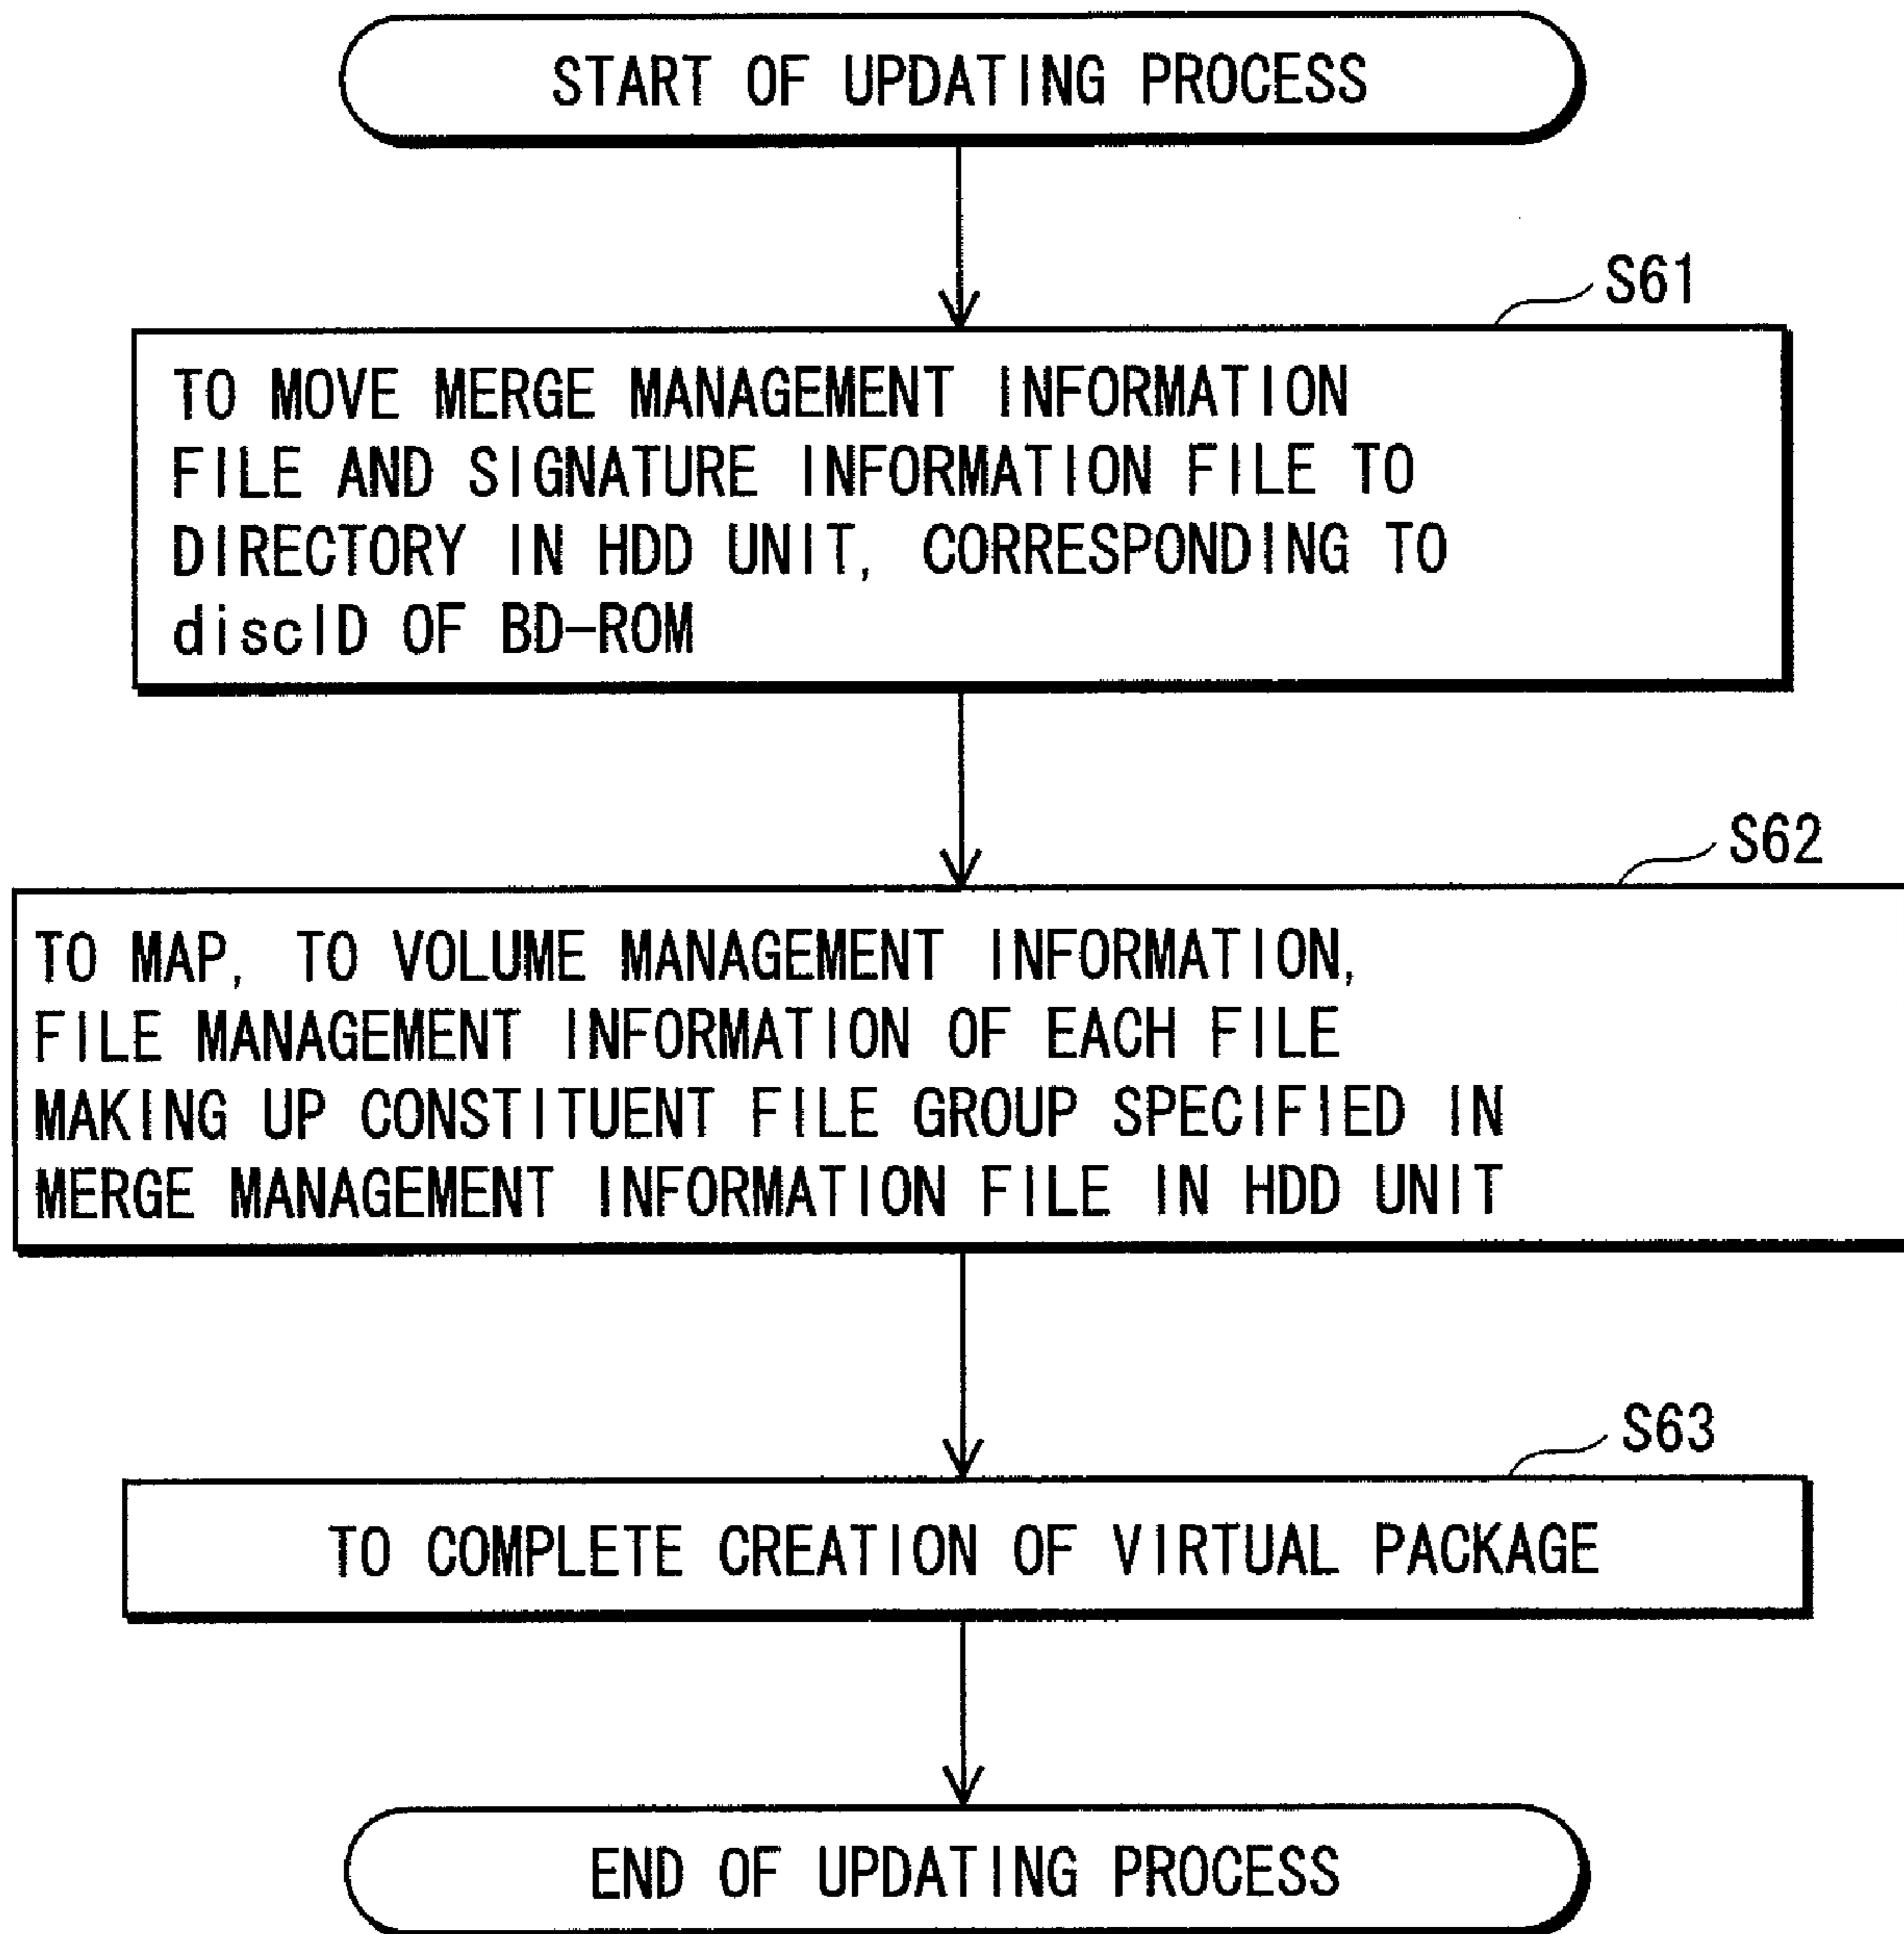 START OF UPDATING PROCESS
S61
TO MOVE MERGE MANAGEMENT INFORMATION
FILE AND SIGNATURE INFORMATION FILE TO
DIRECTORY IN HDD UNIT, CORRESPONDING TO
discID OF BD-ROM
S62
TO MAP, TO VOLUME MANAGEMENT INFORMATION,
FILE MANAGEMENT INFORMATION OF EACH FILE
MAKING UP CONSTITUENT FILE GROUP SPECIFIED IN
MERGE MANAGEMENT INFORMATION FILE IN HDD UNIT
S63
TO COMPLETE CREATION OF VIRTUAL PACKAGE
END OF UPDATING PROCESS